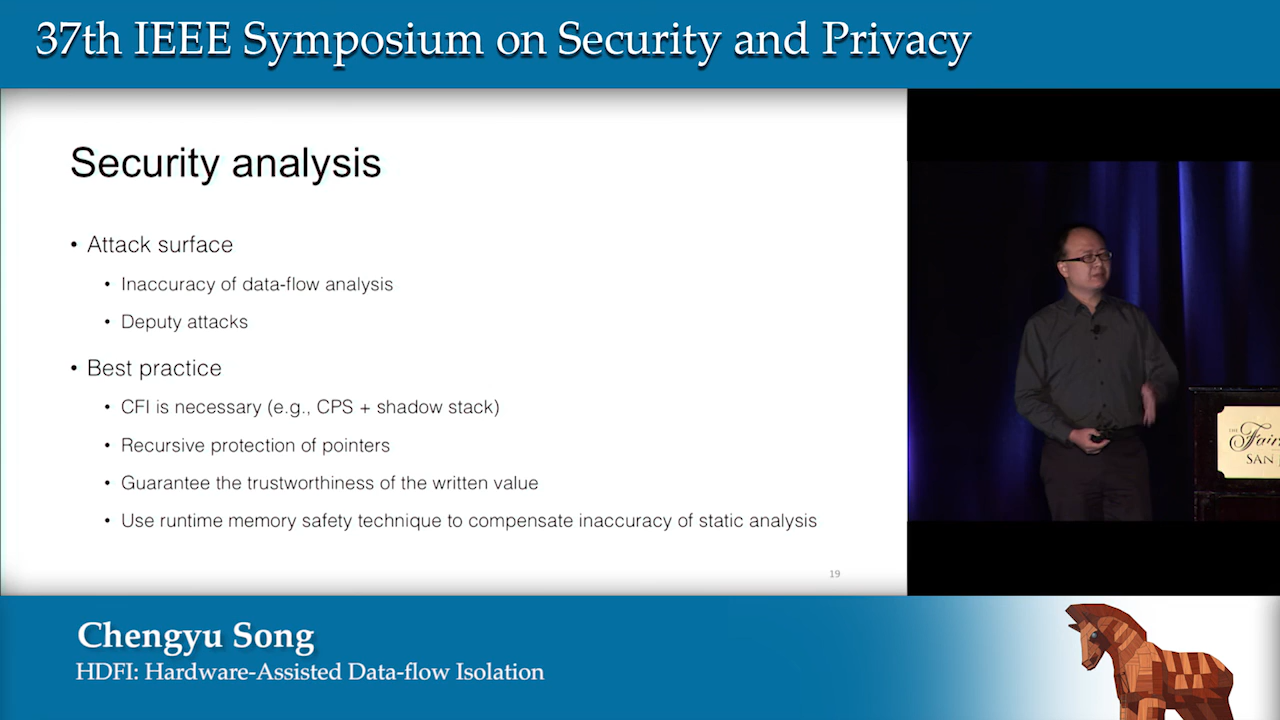 37th IEEE Symposium on Security and Privacy
Security analysis
• Attack surface
• Inaccuracy of data-flow analysis
• Deputy attacks
• Best practice
• CFI is necessary (e.g., CPS + shadow stack)
• Recursive protection of pointers
• Guarantee the trustworthiness of the written value
• Use runtime memory safety technique to compensate inaccuracy of static analysis
19
THE
SAN
Chengyu Song
HDFI: Hardware-Assisted Data-flow Isolation